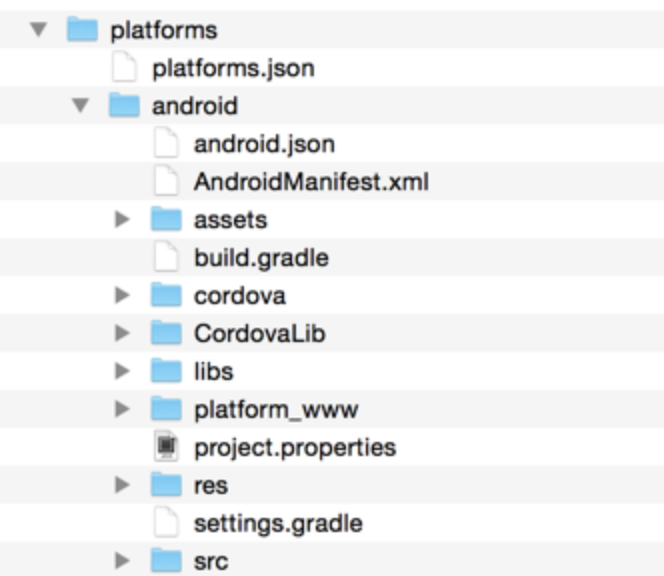 platforms
platforms.json
android
android.json
AndroidManifest.xml
assets
build.gradle
cordova
CordovaLib
libs
platform_www
project.properties
res
settings.gradle
src